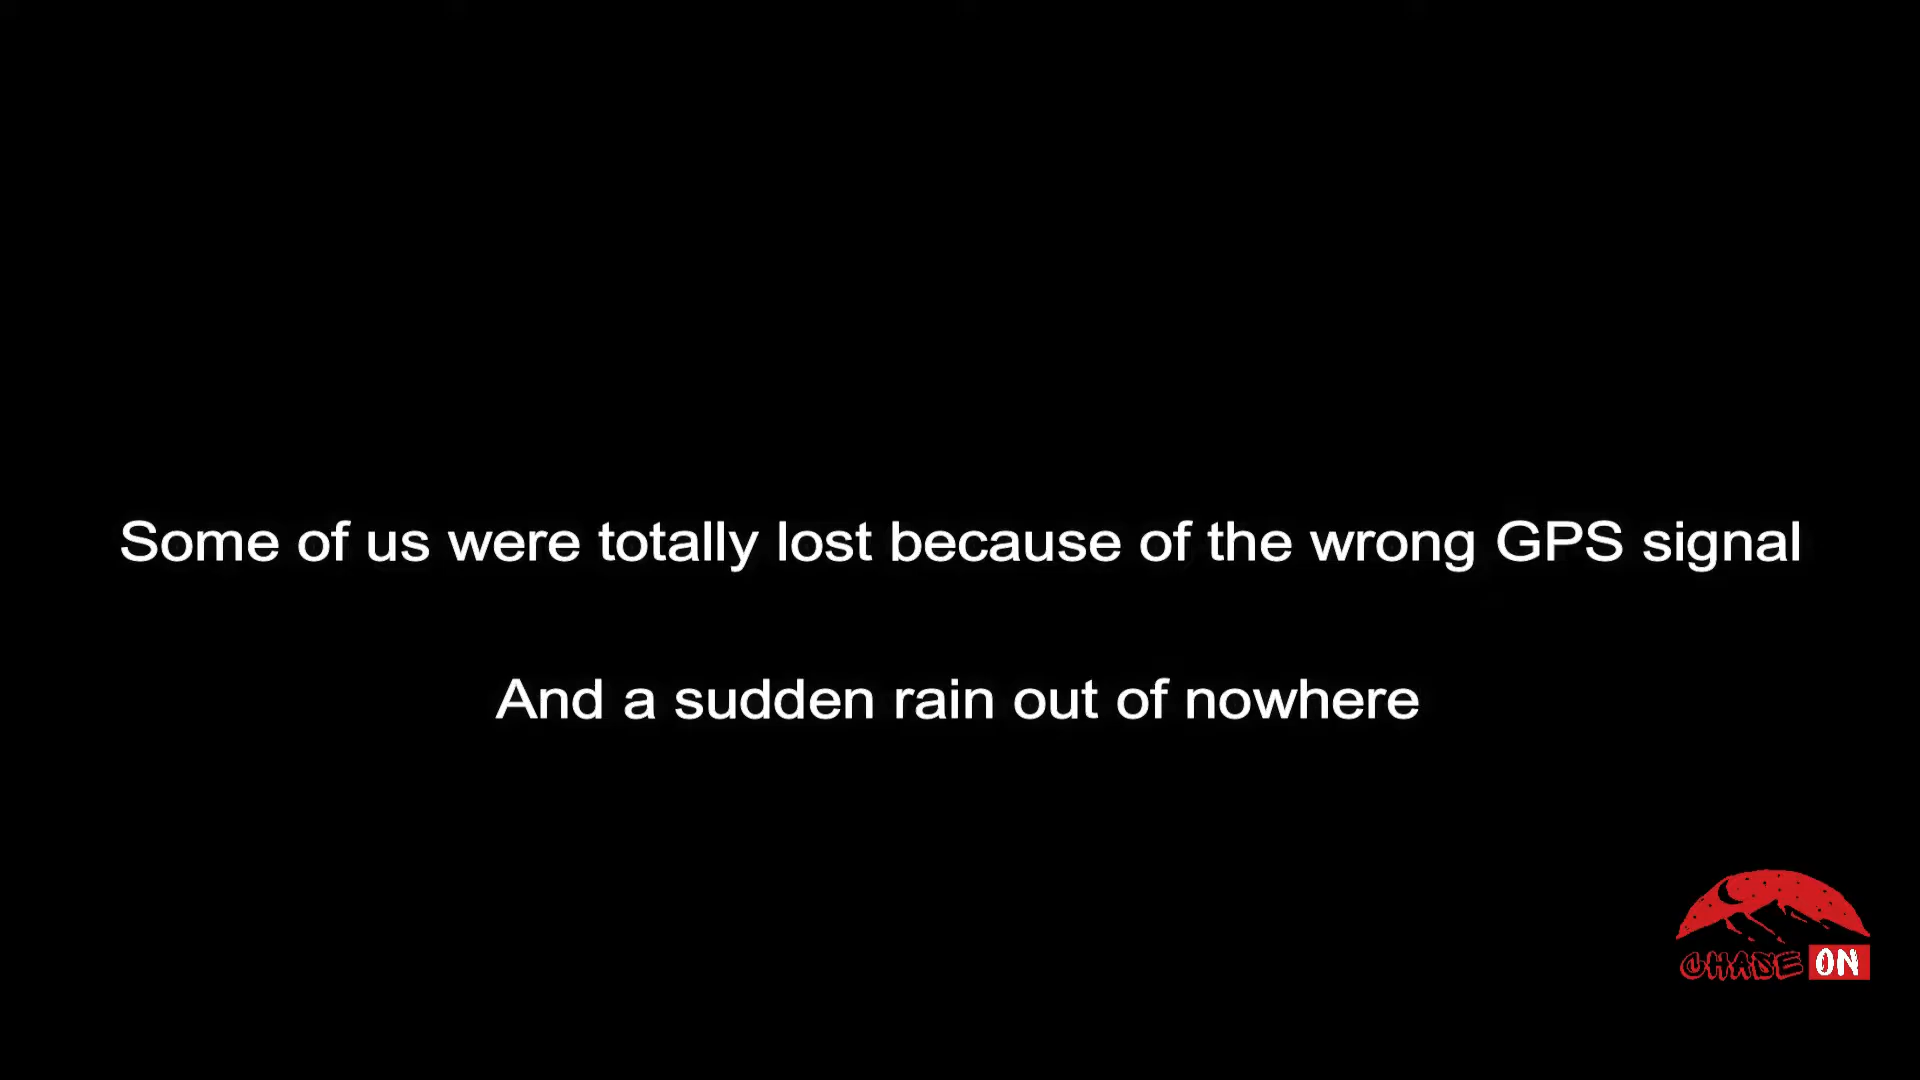 Some of us were totally lost because of the wrong GPS signal
And a sudden rain out of nowhere
CHASE ON